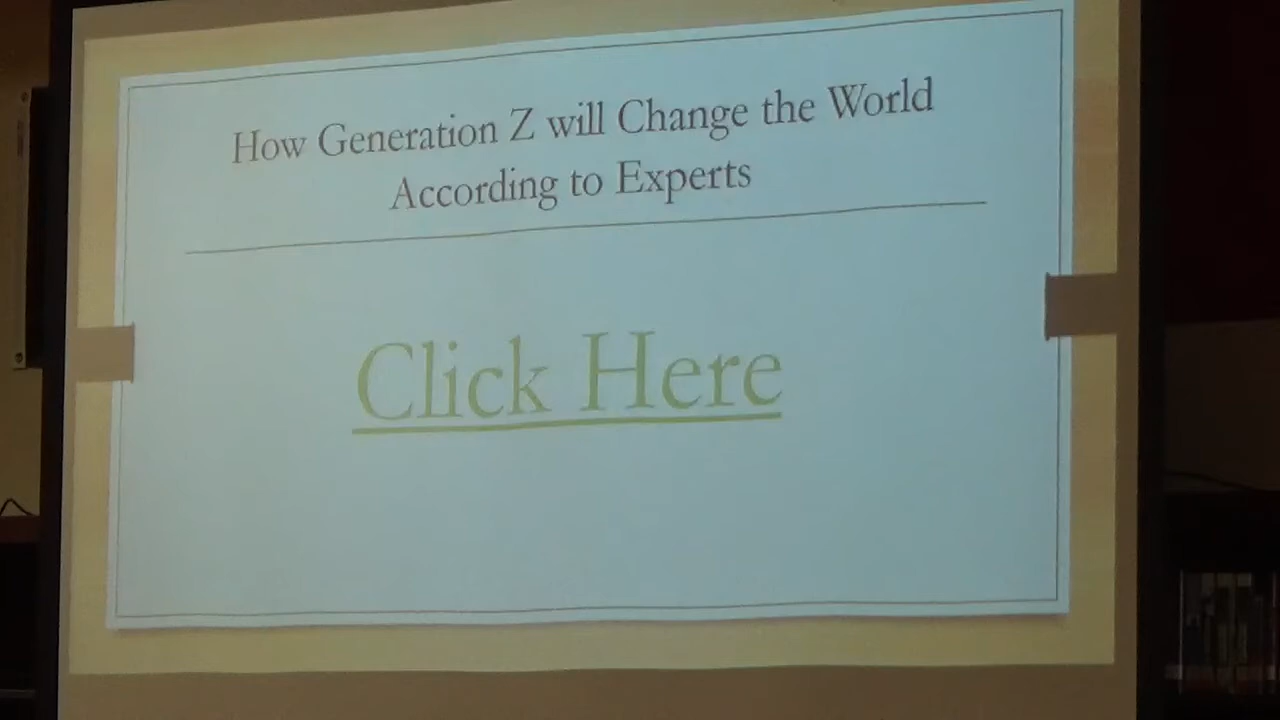 How Generation Z will Change the World
According to Experts
Click Here